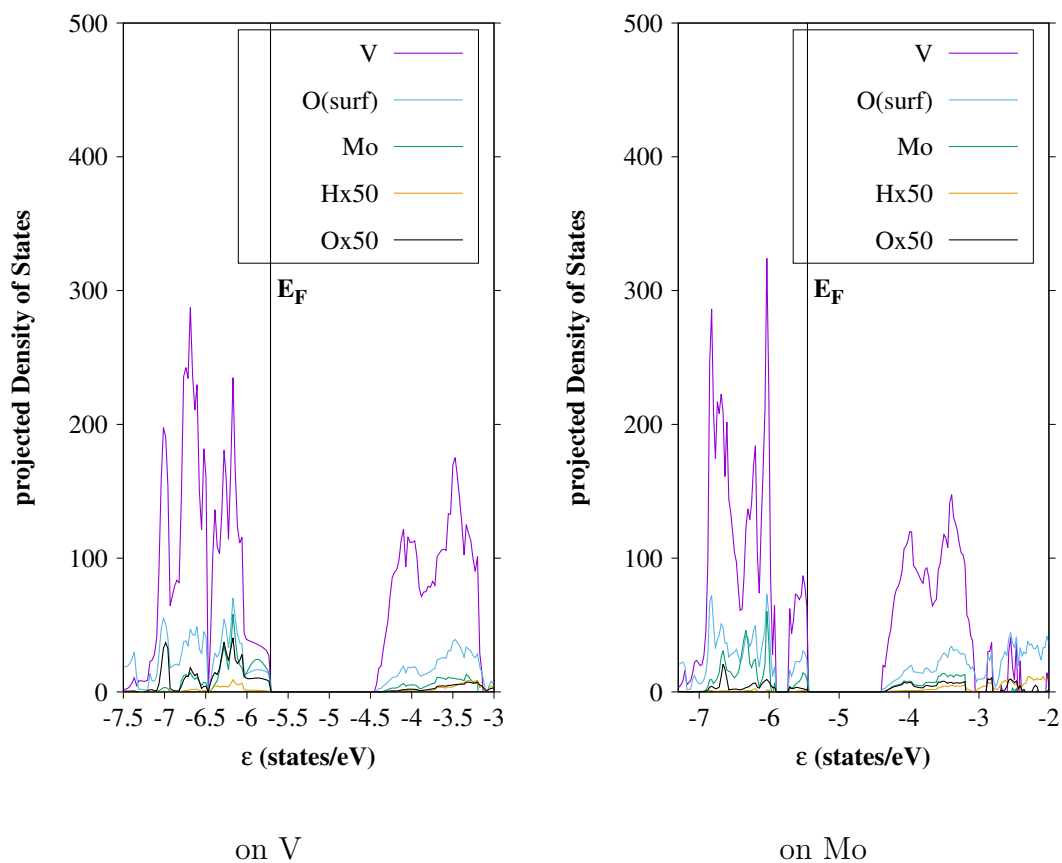 500
400
300
200
100
0
projected Density of States
V
O(surf)
Mo
Hx50
Ox50
E_F
-7.5 -7 -6.5 -6 -5.5 -5 -4.5 -4 -3.5 -3
ε (states/eV)
500
400
300
200
100
0
projected Density of States
V
O(surf)
Mo
Hx50
Ox50
E_F
-7 -6 -5 -4 -3 -2
ε (states/eV)
on V
on Mo